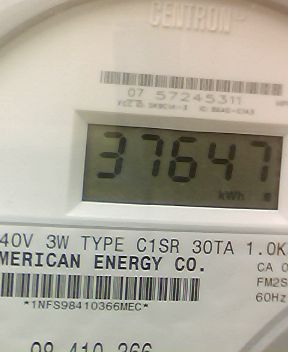 CENTRON
07 57245311
37647
kWh
40V 3W TYPE C1SR 30TA 1.0K
MERICAN ENERGY CO.
CA 0
FM2S
60Hz
*1NFS98410366MEC*
98 410 366